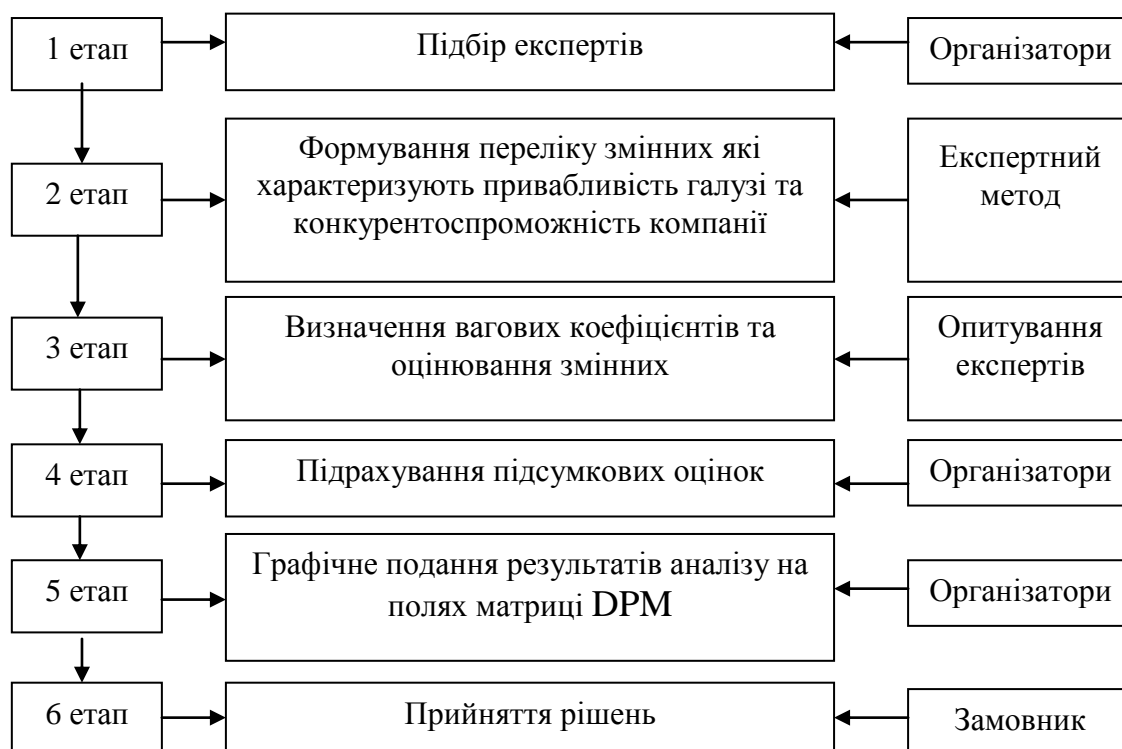 1 етап
Підбір експертів
Організатори
2 етап
Формування переліку змінних які
характеризують привабливість галузі та
конкурентоспроможність компанії
Експертний
метод
3 етап
Визначення вагових коефіцієнтів та
оцінювання змінних
Опитування
експертів
4 етап
Підрахування підсумкових оцінок
Організатори
5 етап
Графічне подання результатів аналізу на
полях матриці DPM
Організатори
6 етап
Прийняття рішень
Замовник